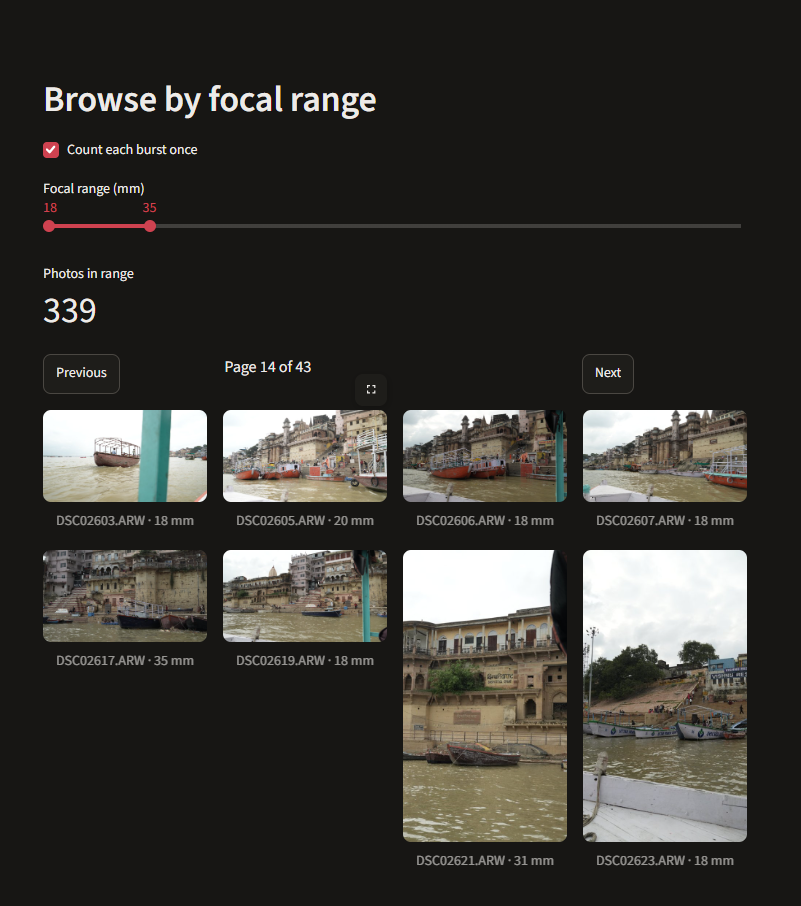 Browse by focal range
Count each burst once
Focal range (mm)
18 35
Photos in range
339
Previous Page 14 of 43 Next
DSC02603.ARW · 18 mm
DSC02605.ARW · 20 mm
DSC02606.ARW · 18 mm
DSC02607.ARW · 18 mm
DSC02617.ARW · 35 mm
DSC02619.ARW · 18 mm
DSC02621.ARW · 31 mm
DSC02623.ARW · 18 mm